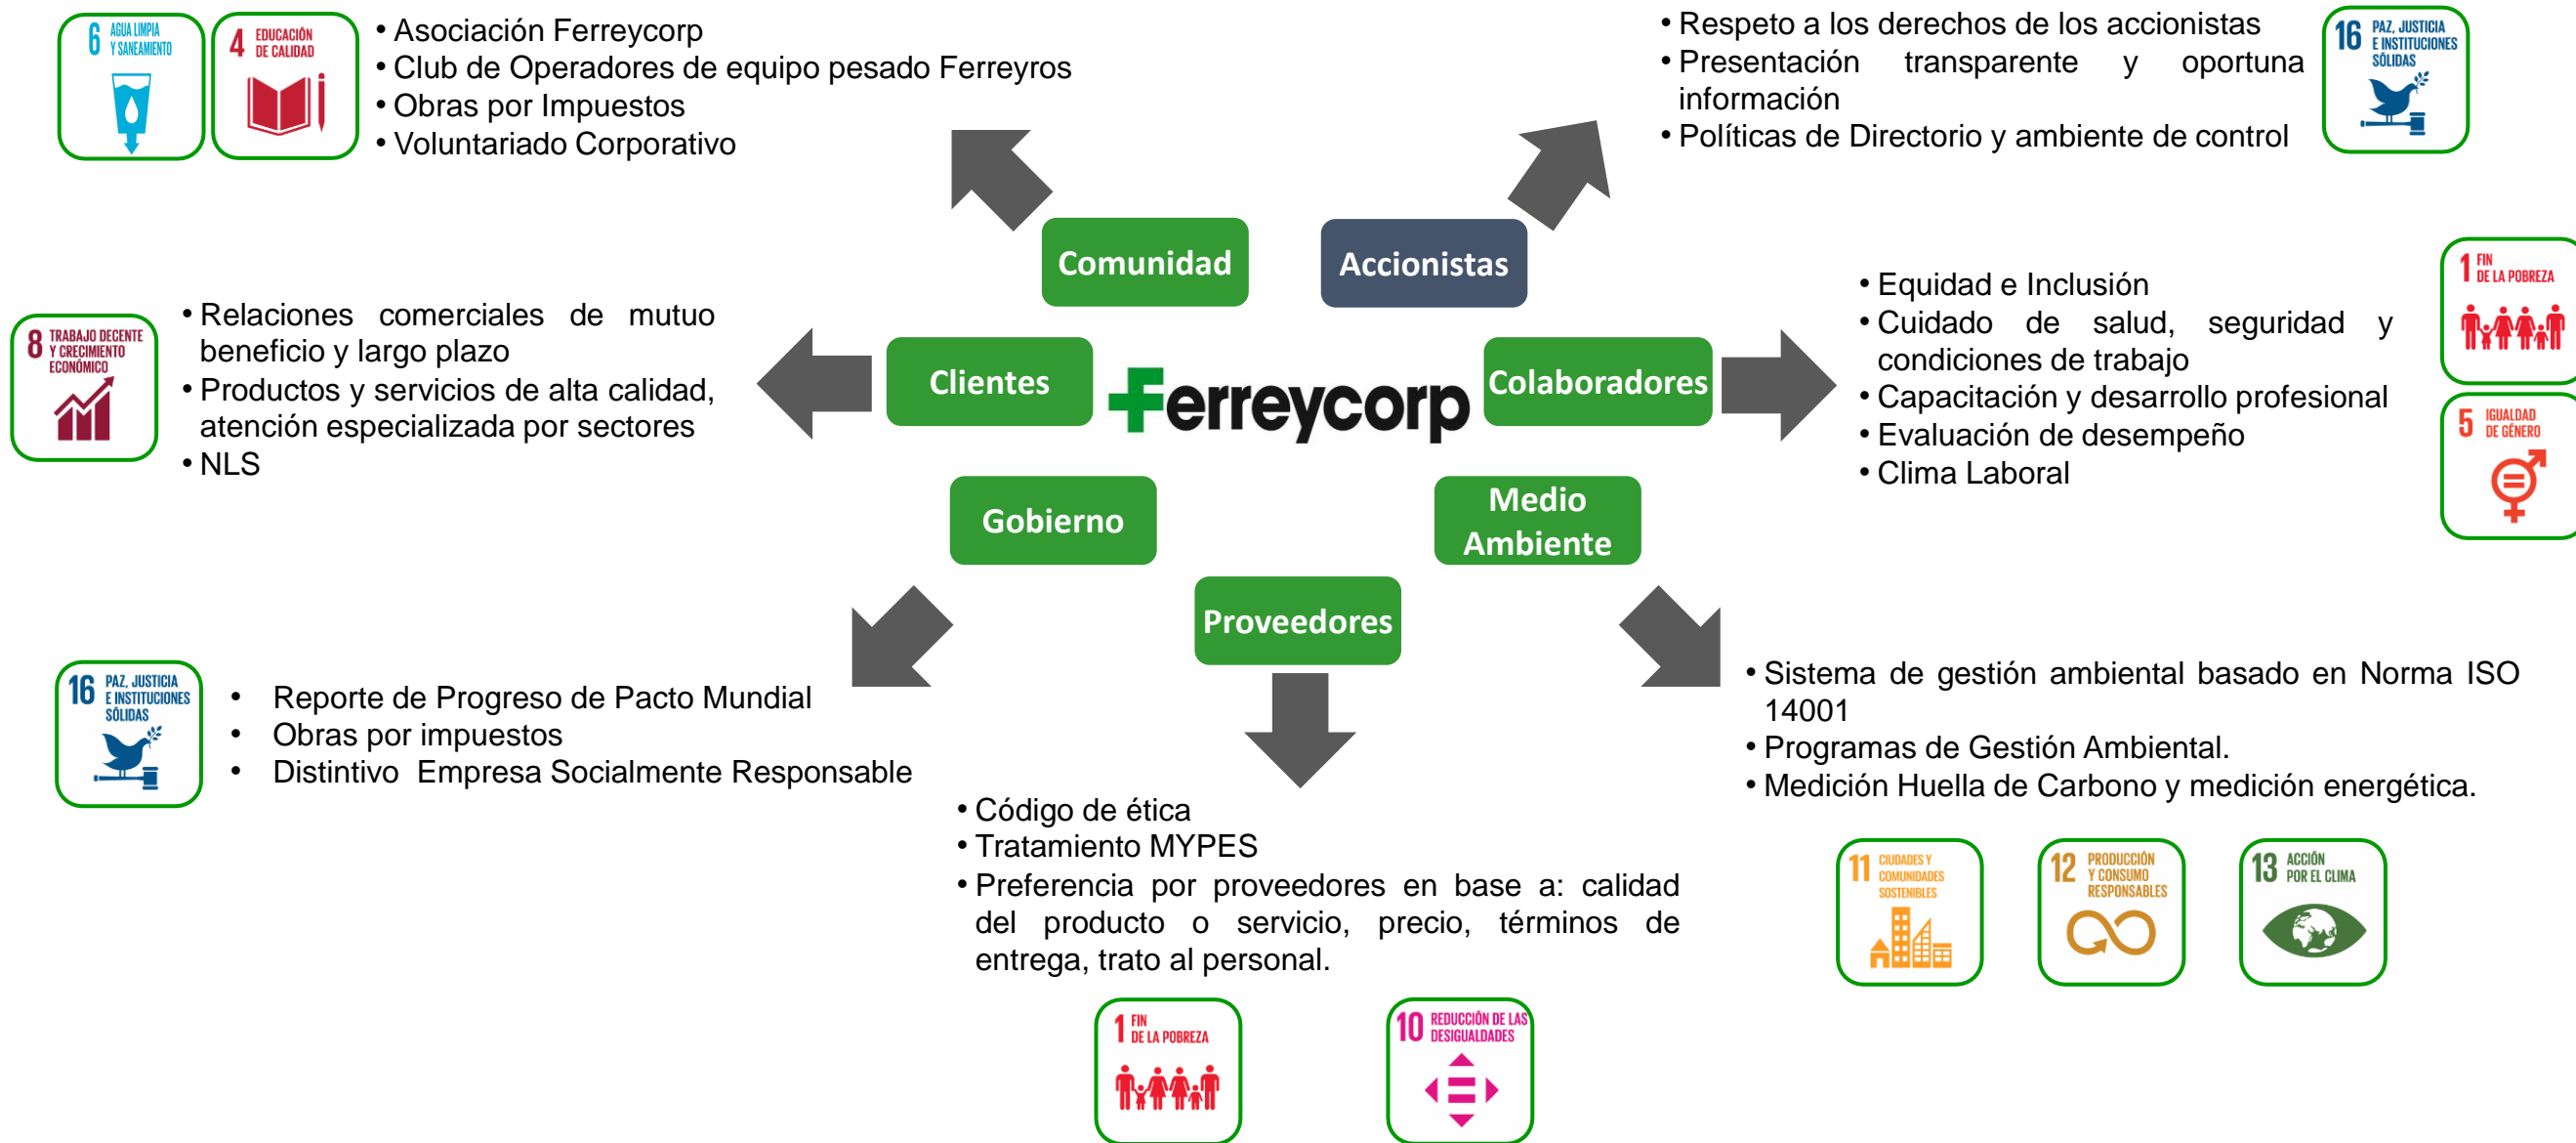 6 AGUA LIMPIA
Y SANEAMIENTO
4 EDUCACIÓN
DE CALIDAD
• Asociación Ferreycorp
• Club de Operadores de equipo pesado Ferreyros
• Obras por Impuestos
• Voluntariado Corporativo
• Respeto a los derechos de los accionistas
• Presentación transparente y oportuna
información
• Políticas de Directorio y ambiente de control
16 PAZ, JUSTICIA
E INSTITUCIONES
SÓLIDAS
Comunidad
Accionistas
8 TRABAJO DECENTE
Y CRECIMIENTO
ECONÓMICO
• Relaciones comerciales de mutuo
beneficio y largo plazo
• Productos y servicios de alta calidad,
atención especializada por sectores
• NLS
Clientes
Ferreycorp
Colaboradores
• Equidad e Inclusión
• Cuidado de salud, seguridad y
condiciones de trabajo
• Capacitación y desarrollo profesional
• Evaluación de desempeño
• Clima Laboral
1 FIN
DE LA POBREZA
5 IGUALDAD
DE GÉNERO
Gobierno
Medio
Ambiente
Proveedores
16 PAZ, JUSTICIA
E INSTITUCIONES
SÓLIDAS
• Reporte de Progreso de Pacto Mundial
• Obras por impuestos
• Distintivo Empresa Socialmente Responsable
• Código de ética
• Tratamiento MYPES
• Preferencia por proveedores en base a: calidad
del producto o servicio, precio, términos de
entrega, trato al personal.
1 FIN
DE LA POBREZA
10 REDUCCIÓN DE LAS
DESIGUALDADES
• Sistema de gestión ambiental basado en Norma ISO
14001
• Programas de Gestión Ambiental.
• Medición Huella de Carbono y medición energética.
11 CIUDADES Y
COMUNIDADES
SOSTENIBLES
12 PRODUCCIÓN
Y CONSUMO
RESPONSABLES
13 ACCIÓN
POR EL CLIMA